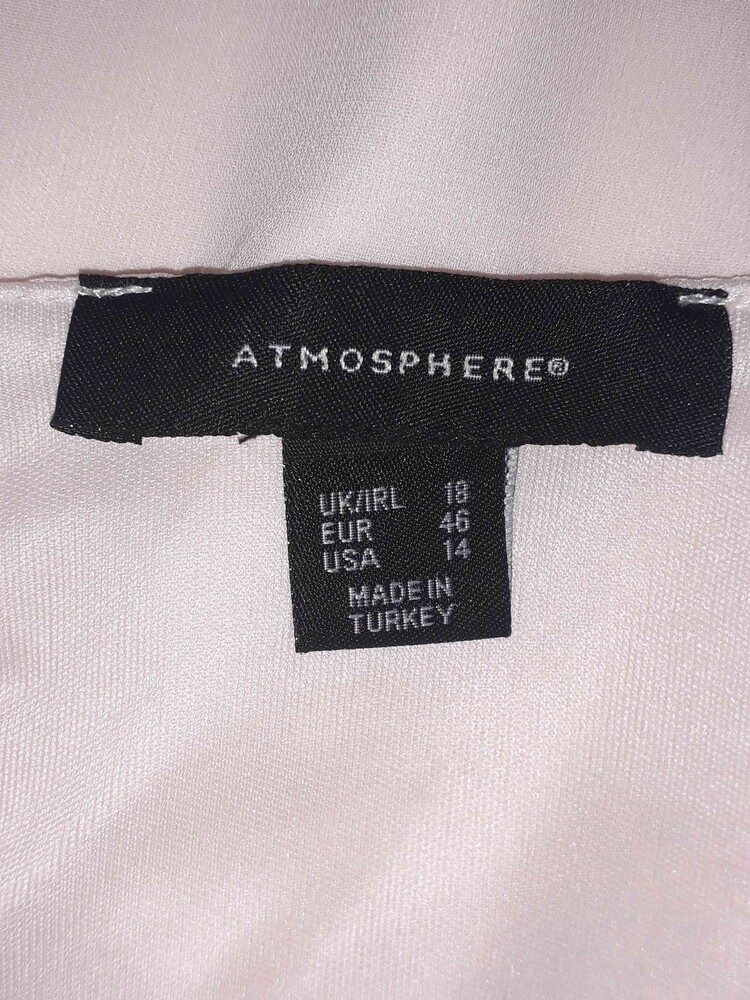 ATMOSPHERE®
UK/IRL 18
EUR 46
USA 14
MADE IN
TURKEY